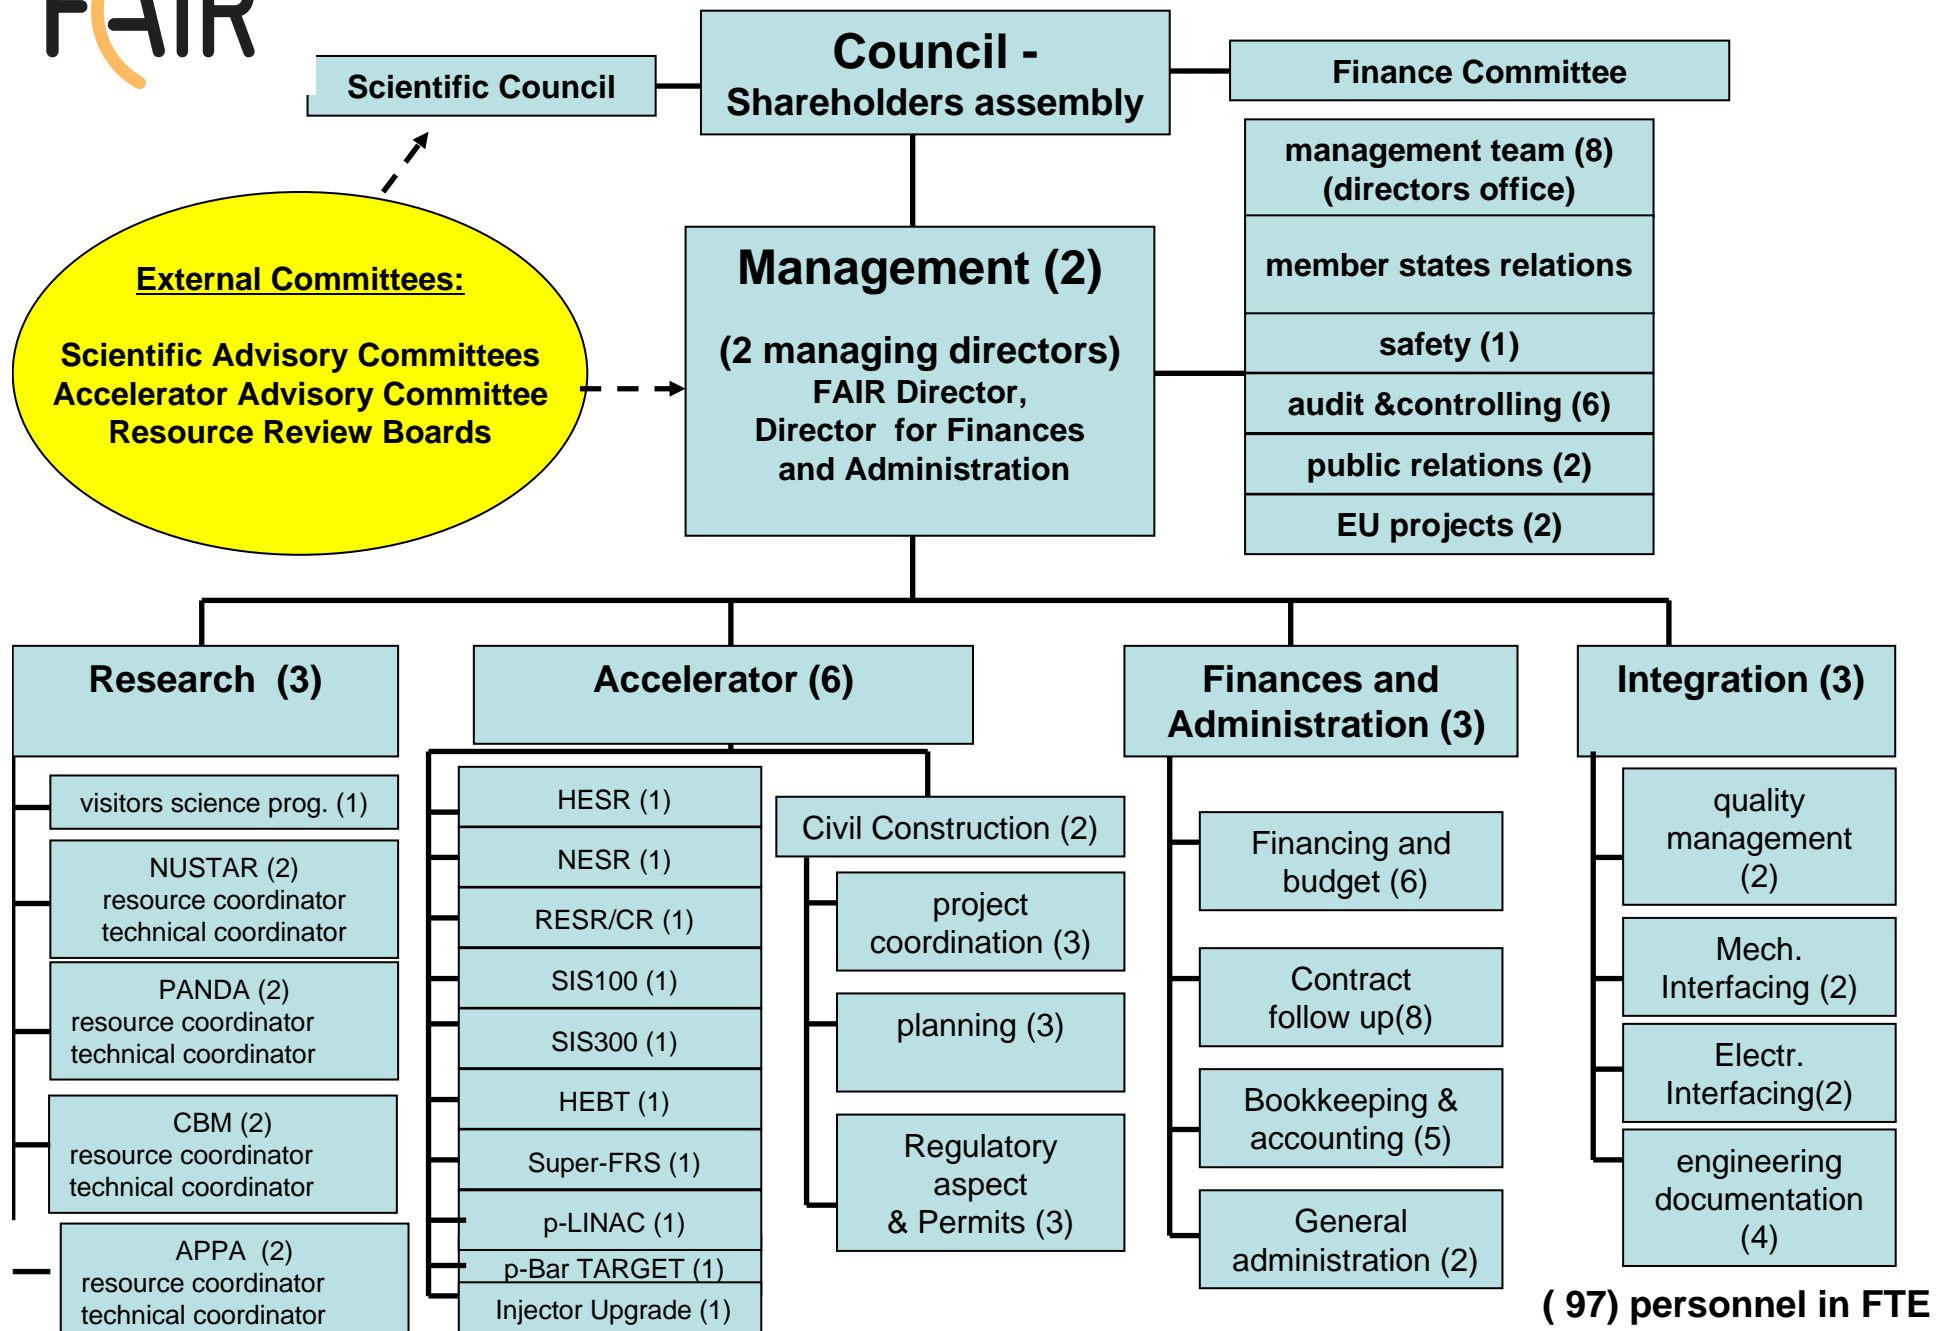 FAIR
Council -
Shareholders assembly
Scientific Council
Finance Committee
management team (8)
(directors office)
member states relations
safety (1)
audit &controlling (6)
public relations (2)
EU projects (2)
External Committees:
Scientific Advisory Committees
Accelerator Advisory Committee
Resource Review Boards
Management (2)
(2 managing directors)
FAIR Director,
Director for Finances
and Administration
Research (3)
visitors science prog. (1)
NUSTAR (2)
resource coordinator
technical coordinator
PANDA (2)
resource coordinator
technical coordinator
CBM (2)
resource coordinator
technical coordinator
APPA (2)
resource coordinator
technical coordinator
Accelerator (6)
HESR (1)
NESR (1)
RESR/CR (1)
SIS100 (1)
SIS300 (1)
HEBT (1)
Super-FRS (1)
p-LINAC (1)
p-Bar TARGET (1)
Injector Upgrade (1)
Civil Construction (2)
project
coordination (3)
planning (3)
Regulatory
aspect
& Permits (3)
Finances and
Administration (3)
Financing and
budget (6)
Contract
follow up(8)
Bookkeeping &
accounting (5)
General
administration (2)
Integration (3)
quality
management
(2)
Mech.
Interfacing (2)
Electr.
Interfacing(2)
engineering
documentation
(4)
( 97) personnel in FTE